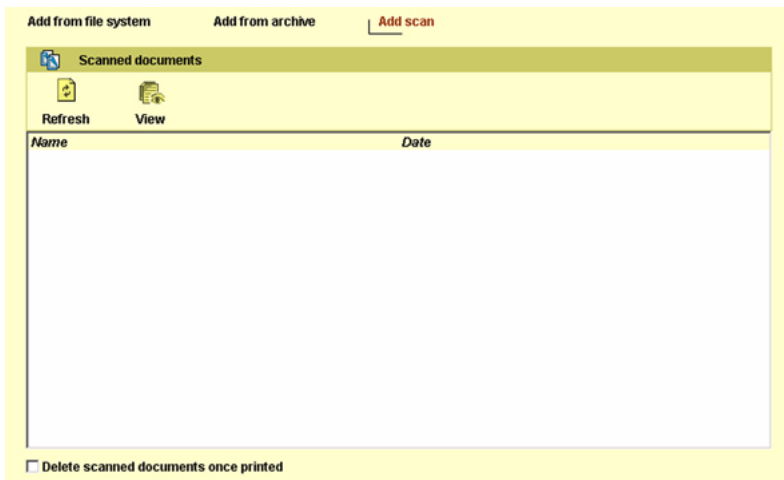 Add from file system Add from archive Add scan
Scanned documents
Refresh View
Name Date
Delete scanned documents once printed